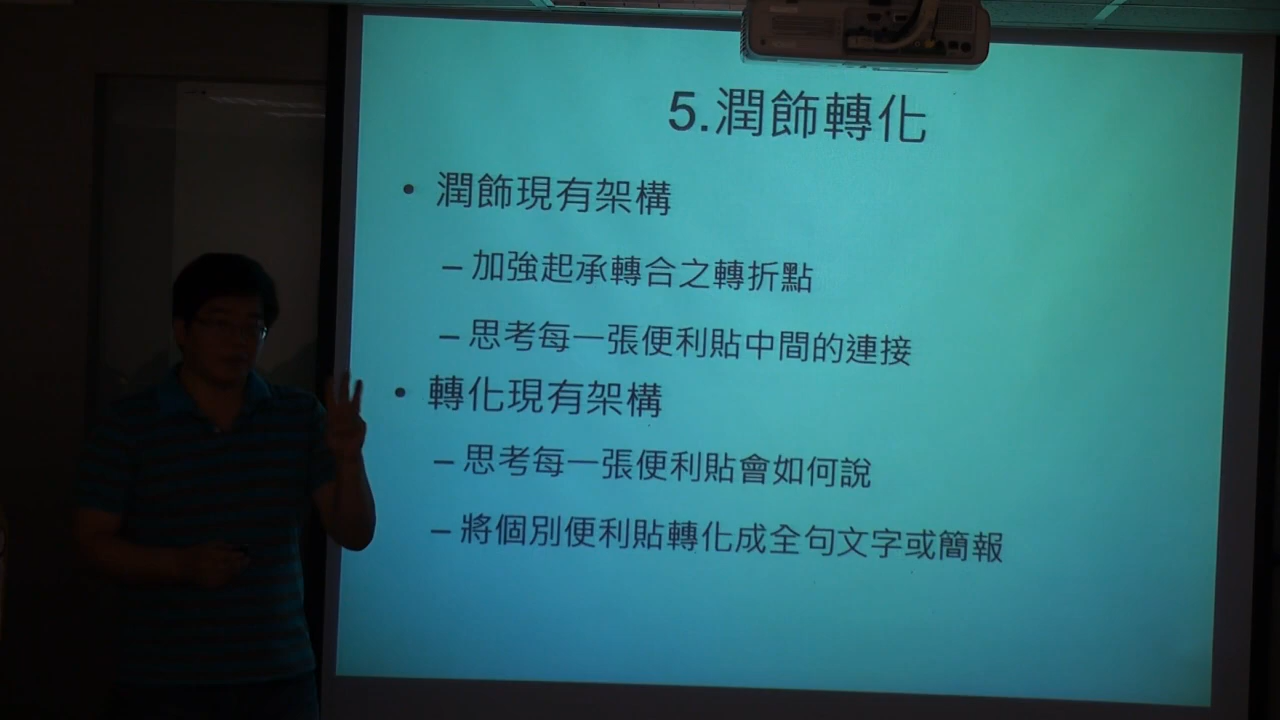 5.潤飾轉化
• 潤飾現有架構
– 加強起承轉合之轉折點
– 思考每一張便利貼中間的連接
• 轉化現有架構
– 思考每一張便利貼會如何說
– 將個別便利貼轉化成全句文字或簡報